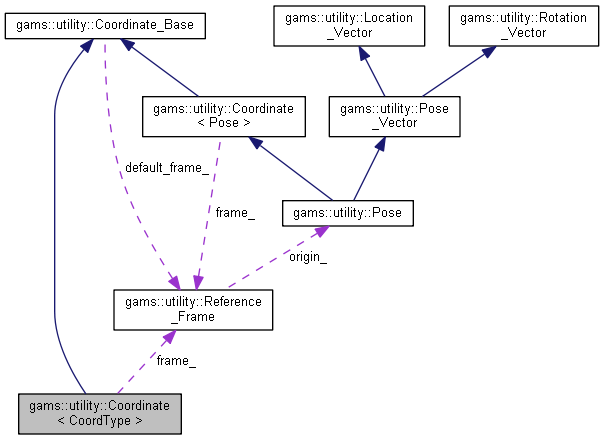 gams::utility::Coordinate_Base
gams::utility::Location
_Vector
gams::utility::Rotation
_Vector
gams::utility::Coordinate
< Pose >
gams::utility::Pose
_Vector
default_frame_
frame_
gams::utility::Pose
origin_
gams::utility::Reference
_Frame
frame_
gams::utility::Coordinate
< CoordType >